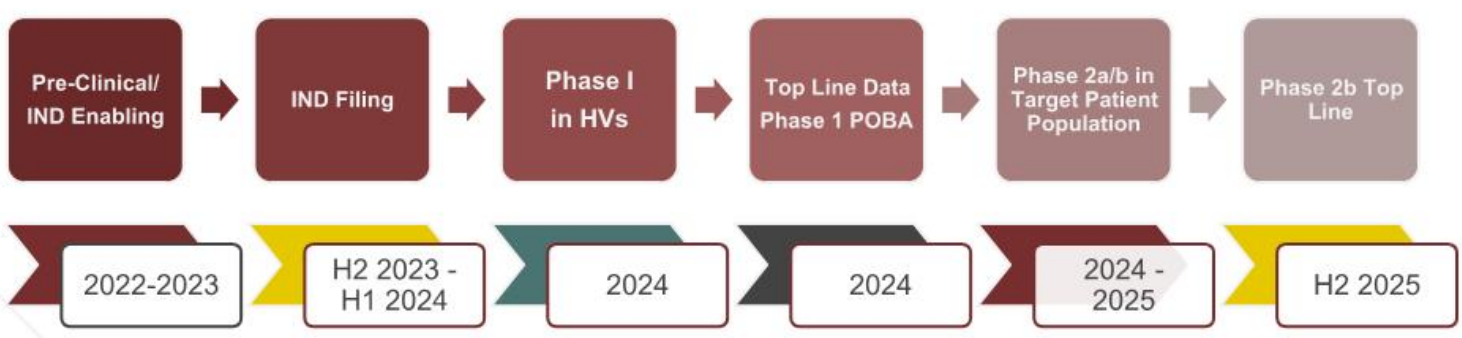 Pre-Clinical/
IND Enabling
IND Filing
Phase I
in HVs
Top Line Data
Phase 1 POBA
Phase 2a/b in
Target Patient
Population
Phase 2b Top
Line
2022-2023
H2 2023 -
H1 2024
2024
2024
2024 -
2025
H2 2025